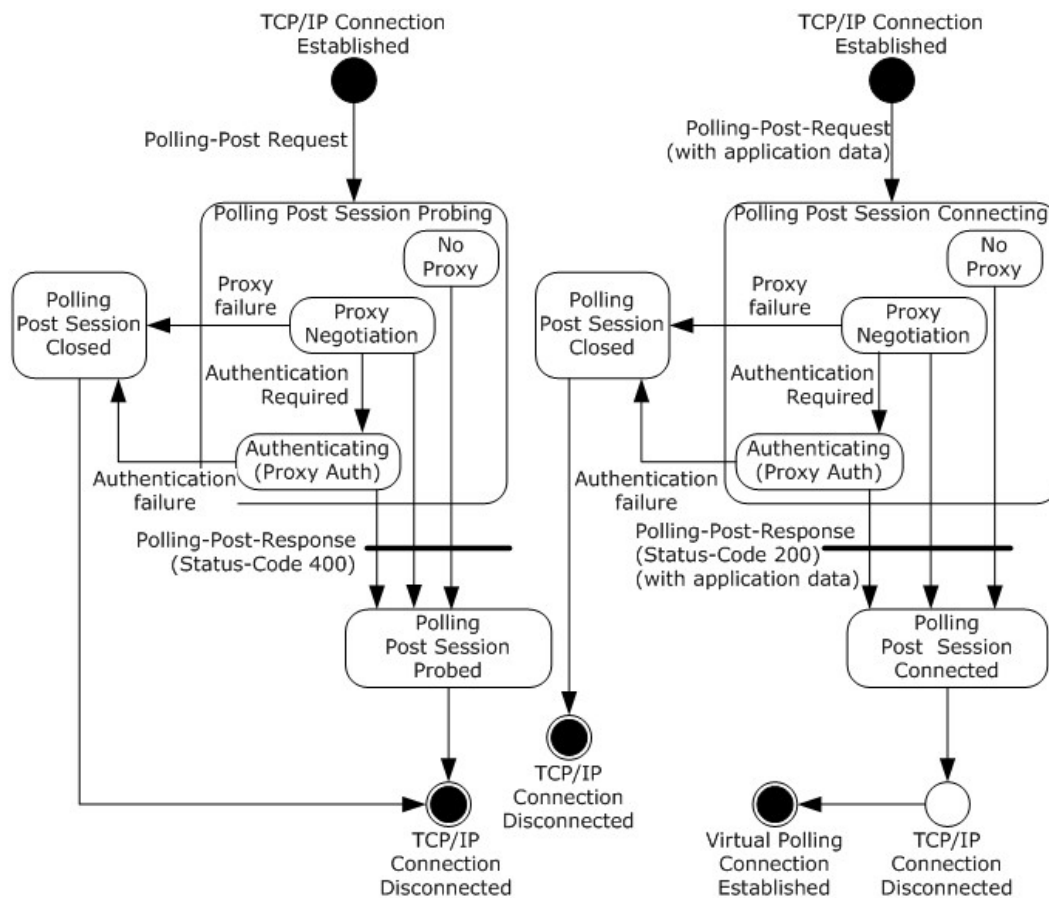 TCP/IP Connection
Established
Polling-Post Request
Polling Post Session Probing
No
Proxy
Polling
Post Session
Closed
Proxy
failure
Proxy
Negotiation
Authentication
Required
Authenticating
(Proxy Auth)
Authentication
failure
Polling-Post-Response
(Status-Code 400)
Polling
Post Session
Probed
TCP/IP
Connection
Disconnected
TCP/IP Connection
Established
Polling-Post-Request
(with application data)
Polling Post Session Connecting
No
Proxy
Polling
Post Session
Closed
Proxy
failure
Proxy
Negotiation
Authentication
Required
Authenticating
(Proxy Auth)
Authentication
failure
Polling-Post-Response
(Status-Code 200)
(with application data)
Polling
Post Session
Connected
TCP/IP
Connection
Disconnected
Virtual Polling
Connection
Established
TCP/IP
Connection
Disconnected